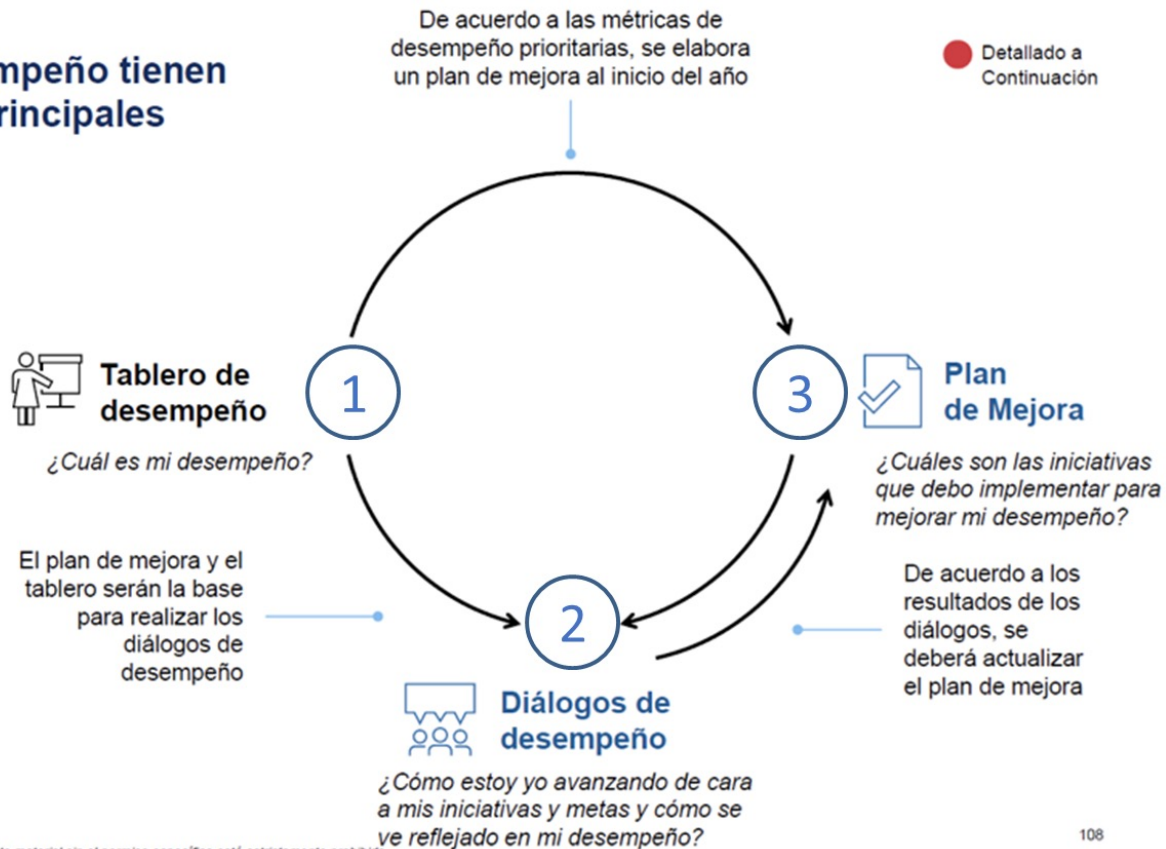 De acuerdo a las métricas de
desempeño prioritarias, se elabora
un plan de mejora al inicio del año
mpeño tienen
rincipales
Detallado a
Continuación
1
Tablero de
desempeño
¿Cuál es mi desempeño?
3
Plan
de Mejora
¿Cuáles son las iniciativas
que debo implementar para
mejorar mi desempeño?
El plan de mejora y el
tablero serán la base
para realizar los
diálogos de
desempeño
2
De acuerdo a los
resultados de los
diálogos, se
deberá actualizar
el plan de mejora
Diálogos de
desempeño
¿Cómo estoy yo avanzando de cara
a mis iniciativas y metas y cómo se
ve reflejado en mi desempeño?
108